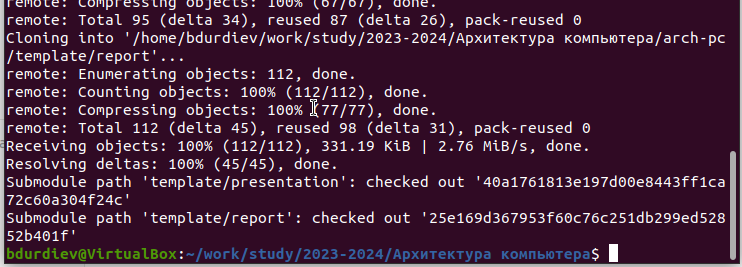 remote: Compressing objects: 100% (67/67), done.
remote: Total 95 (delta 34), reused 87 (delta 26), pack-reused 0
Cloning into '/home/bdurdiev/work/study/2023-2024/Архитектура компьютера/arch-pc
/template/report'...
remote: Enumerating objects: 112, done.
remote: Counting objects: 100% (112/112), done.
remote: Compressing objects: 100% (77/77), done.
remote: Total 112 (delta 45), reused 98 (delta 31), pack-reused 0
Receiving objects: 100% (112/112), 331.19 KiB | 2.76 MiB/s, done.
Resolving deltas: 100% (45/45), done.
Submodule path 'template/presentation': checked out '40a1761813e197d00e8443ff1ca
72c60a304f24c'
Submodule path 'template/report': checked out '25e169d367953f60c76c251db299ed528
52b401f'
bdurdiev@VirtualBox:~/work/study/2023-2024/Архитектура компьютера$